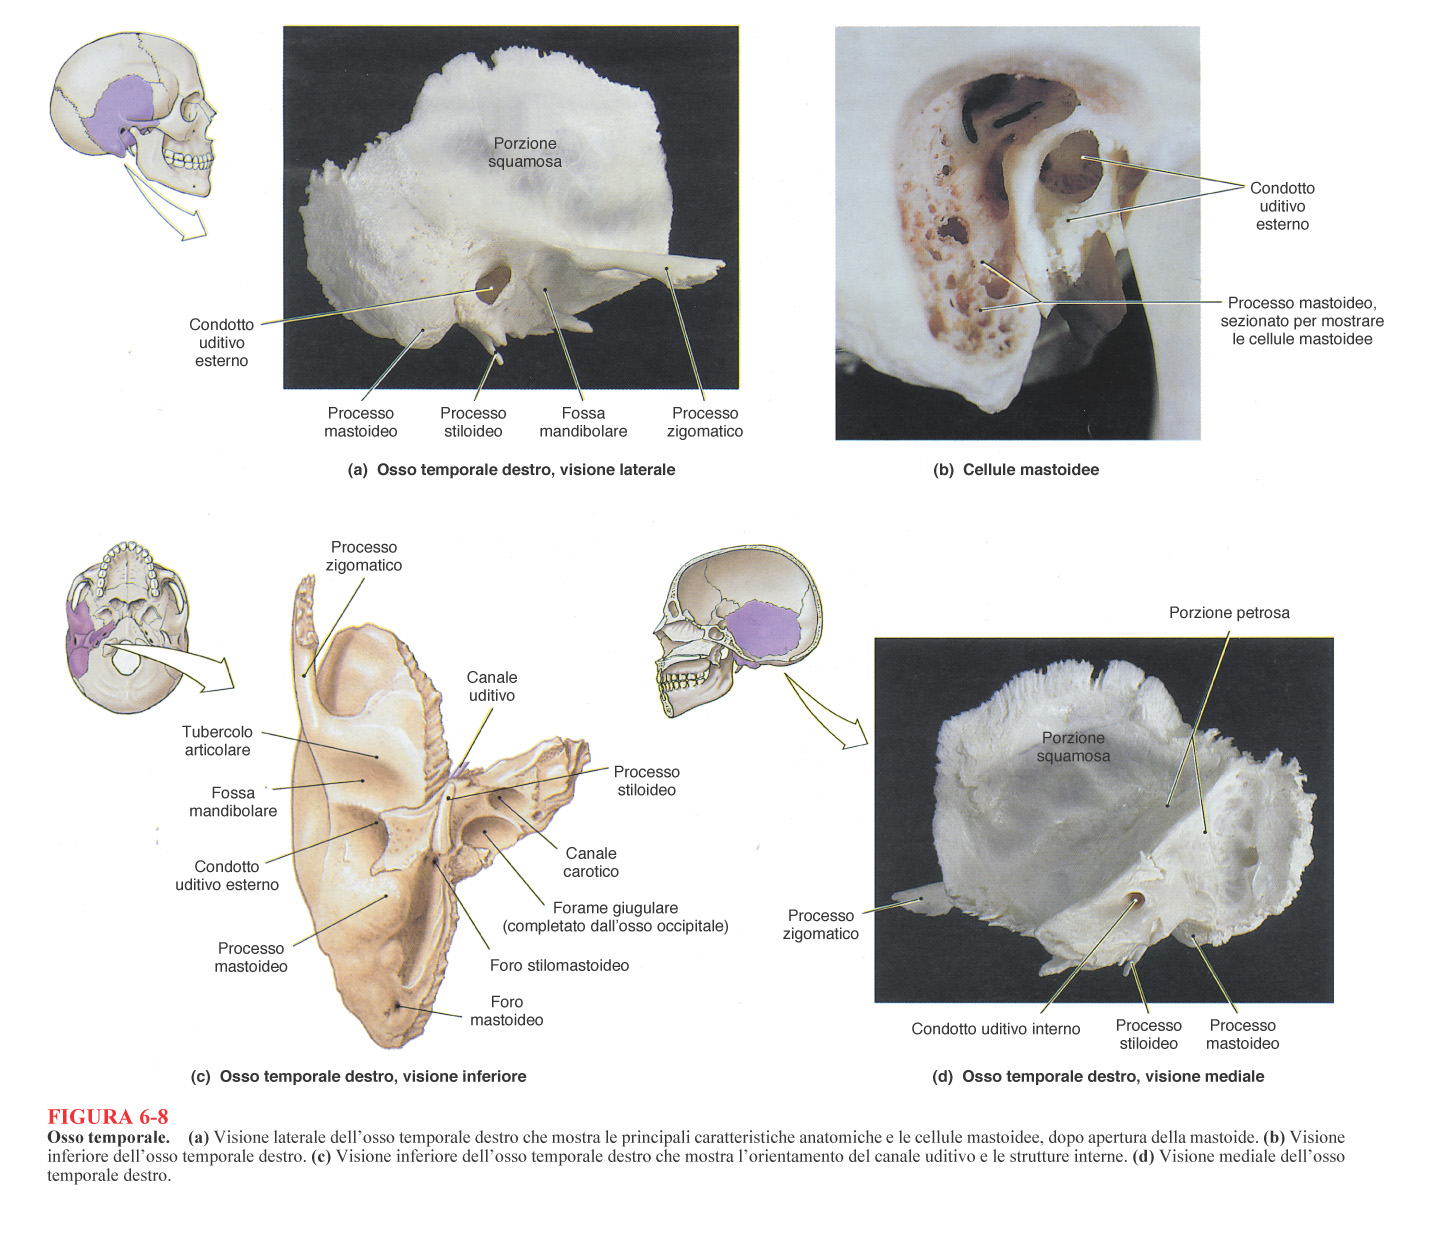 Porzione
squamosa
Condotto
uditivo
esterno
Processo
mastoideo
Processo
stiloideo
Fossa
mandibolare
Processo
zigomatico
(a) Osso temporale destro, visione laterale
Condotto
uditivo
esterno
Processo mastoideo,
sezionato per mostrare
le cellule mastoidee
(b) Cellule mastoidee
Processo
zigomatico
Canale
uditivo
Tubercolo
articolare
Processo
stiloideo
Fossa
mandibolare
Condotto
uditivo esterno
Canale
carotico
Forame giugulare
(completato dall'osso occipitale)
Processo
mastoideo
Foro stilomastoideo
Foro
mastoideo
(c) Osso temporale destro, visione inferiore
Porzione petrosa
Porzione
squamosa
Processo
zigomatico
Condotto uditivo interno
Processo
stiloideo
Processo
mastoideo
(d) Osso temporale destro, visione mediale
FIGURA 6-8
Osso temporale. (a) Visione laterale dell'osso temporale destro che mostra le principali caratteristiche anatomiche e le cellule mastoidee, dopo apertura della mastoide. (b) Visione
inferiore dell'osso temporale destro. (c) Visione inferiore dell'osso temporale destro che mostra l'orientamento del canale uditivo e le strutture interne. (d) Visione mediale dell'osso
temporale destro.